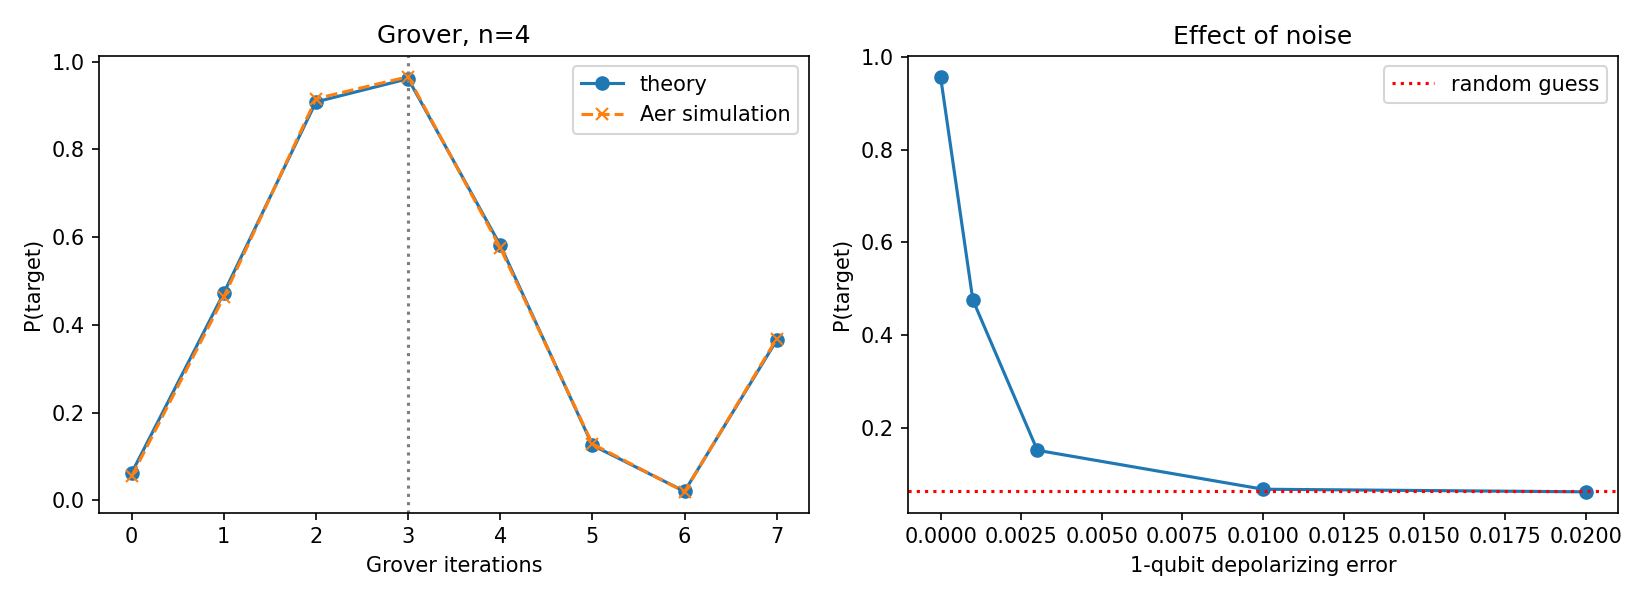 Grover, n=4
P(target)
1.0
0.8
0.6
0.4
0.2
0.0
theory
Aer simulation
0 1 2 3 4 5 6 7
Grover iterations
Effect of noise
P(target)
1.0
0.8
0.6
0.4
0.2
random guess
0.0000 0.0025 0.0050 0.0075 0.0100 0.0125 0.0150 0.0175 0.0200
1-qubit depolarizing error